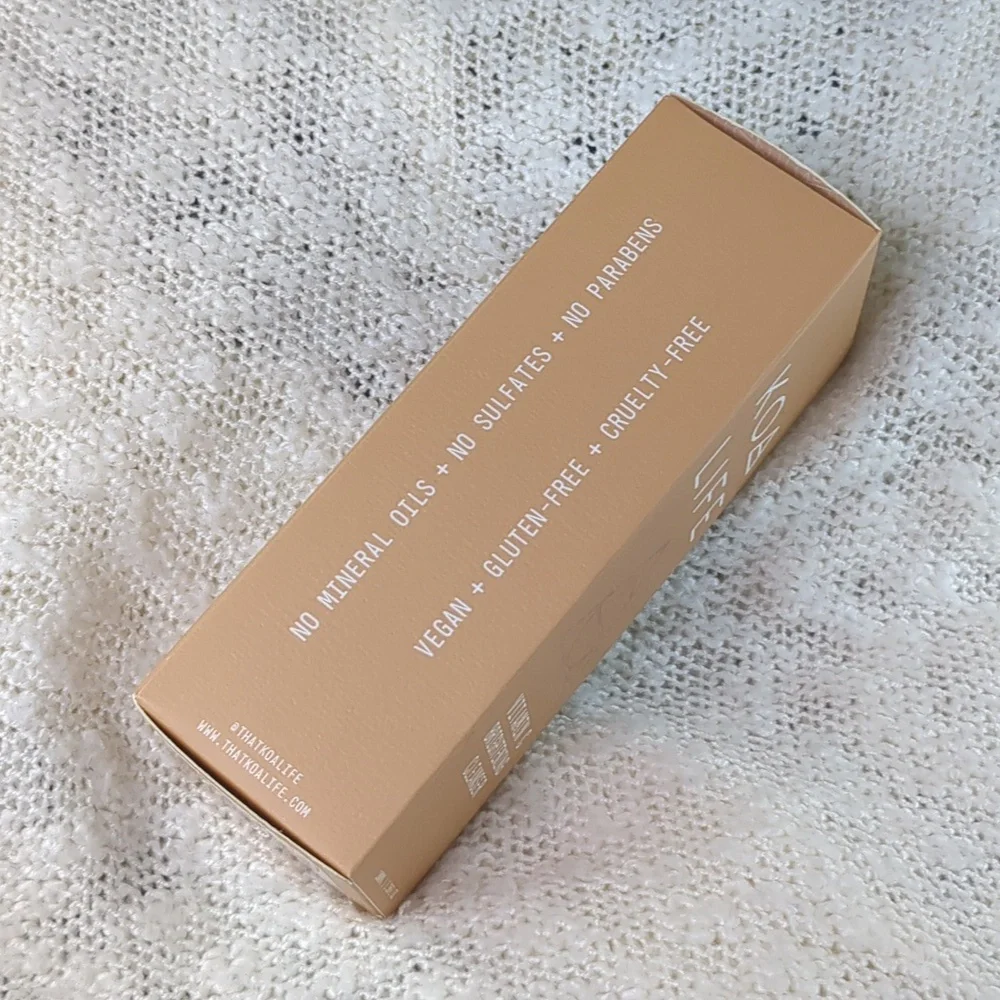 NO MINERAL OILS + NO SULFATES + NO PARABENS
VEGAN + GLUTEN-FREE + CRUELTY-FREE
@THATKOALIFE
WWW.THATKOALIFE.COM
KOA
LIFE